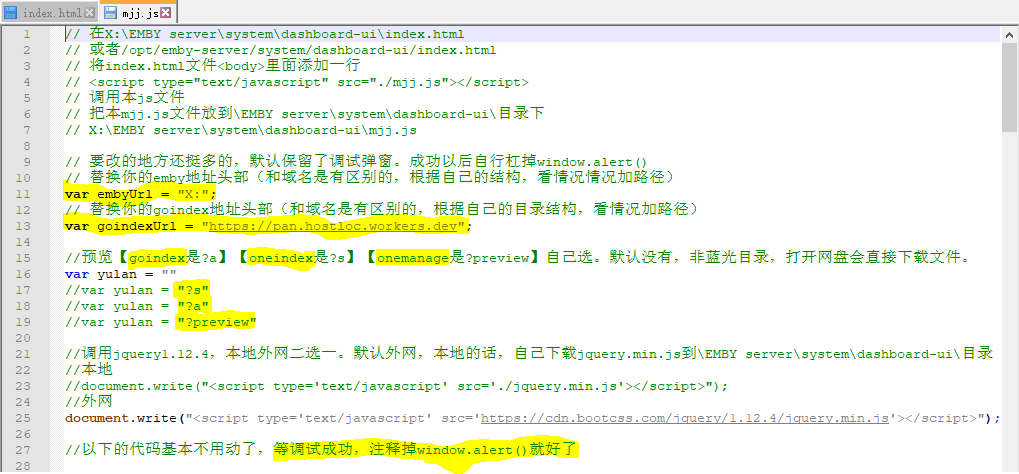 index.html mjj.js
1 // 在X:\EMBY server\system\dashboard-ui\index.html
2 // 或者/opt/emby-server/system/dashboard-ui/index.html
3 // 将index.html文件<body>里面添加一行
4 // <script type="text/javascript" src="./mjj.js"></script>
5 // 调用本js文件
6 // 把本mjj.js文件放到\EMBY server\system\dashboard-ui\目录下
7 // X:\EMBY server\system\dashboard-ui\mjj.js
8
9 // 要改的地方还挺多的，默认保留了调试弹窗。成功以后自行杠掉window.alert()
10 // 替换你的emby地址头部（和域名是有区别的，根据自己的结构，看情况情况加路径）
11 var embyUrl = "X:";
12 // 替换你的goindex地址头部（和域名是有区别的，根据自己的目录结构，看情况加路径）
13 var goindexUrl = "https://pan.hostloc.workers.dev";
14
15 //预览【goindex是?a】【oneindex是?s】【onemanage是?preview】自己选。默认没有，非蓝光目录，打开网盘会直接下载文件。
16 var yulan = ""
17 //var yulan = "?s"
18 //var yulan = "?a"
19 //var yulan = "?preview"
20
21 //调用jquery1.12.4，本地外网二选一。默认外网，本地的话，自己下载jquery.min.js到\EMBY server\system\dashboard-ui\目录
22 //本地
23 //document.write("<script type='text/javascript' src='./jquery.min.js'></script>");
24 //外网
25 document.write("<script type='text/javascript' src='https://cdn.bootcss.com/jquery/1.12.4/jquery.min.js'></script>");
26
27 //以下的代码基本不用动了，等调试成功，注释掉window.alert()就好了
28